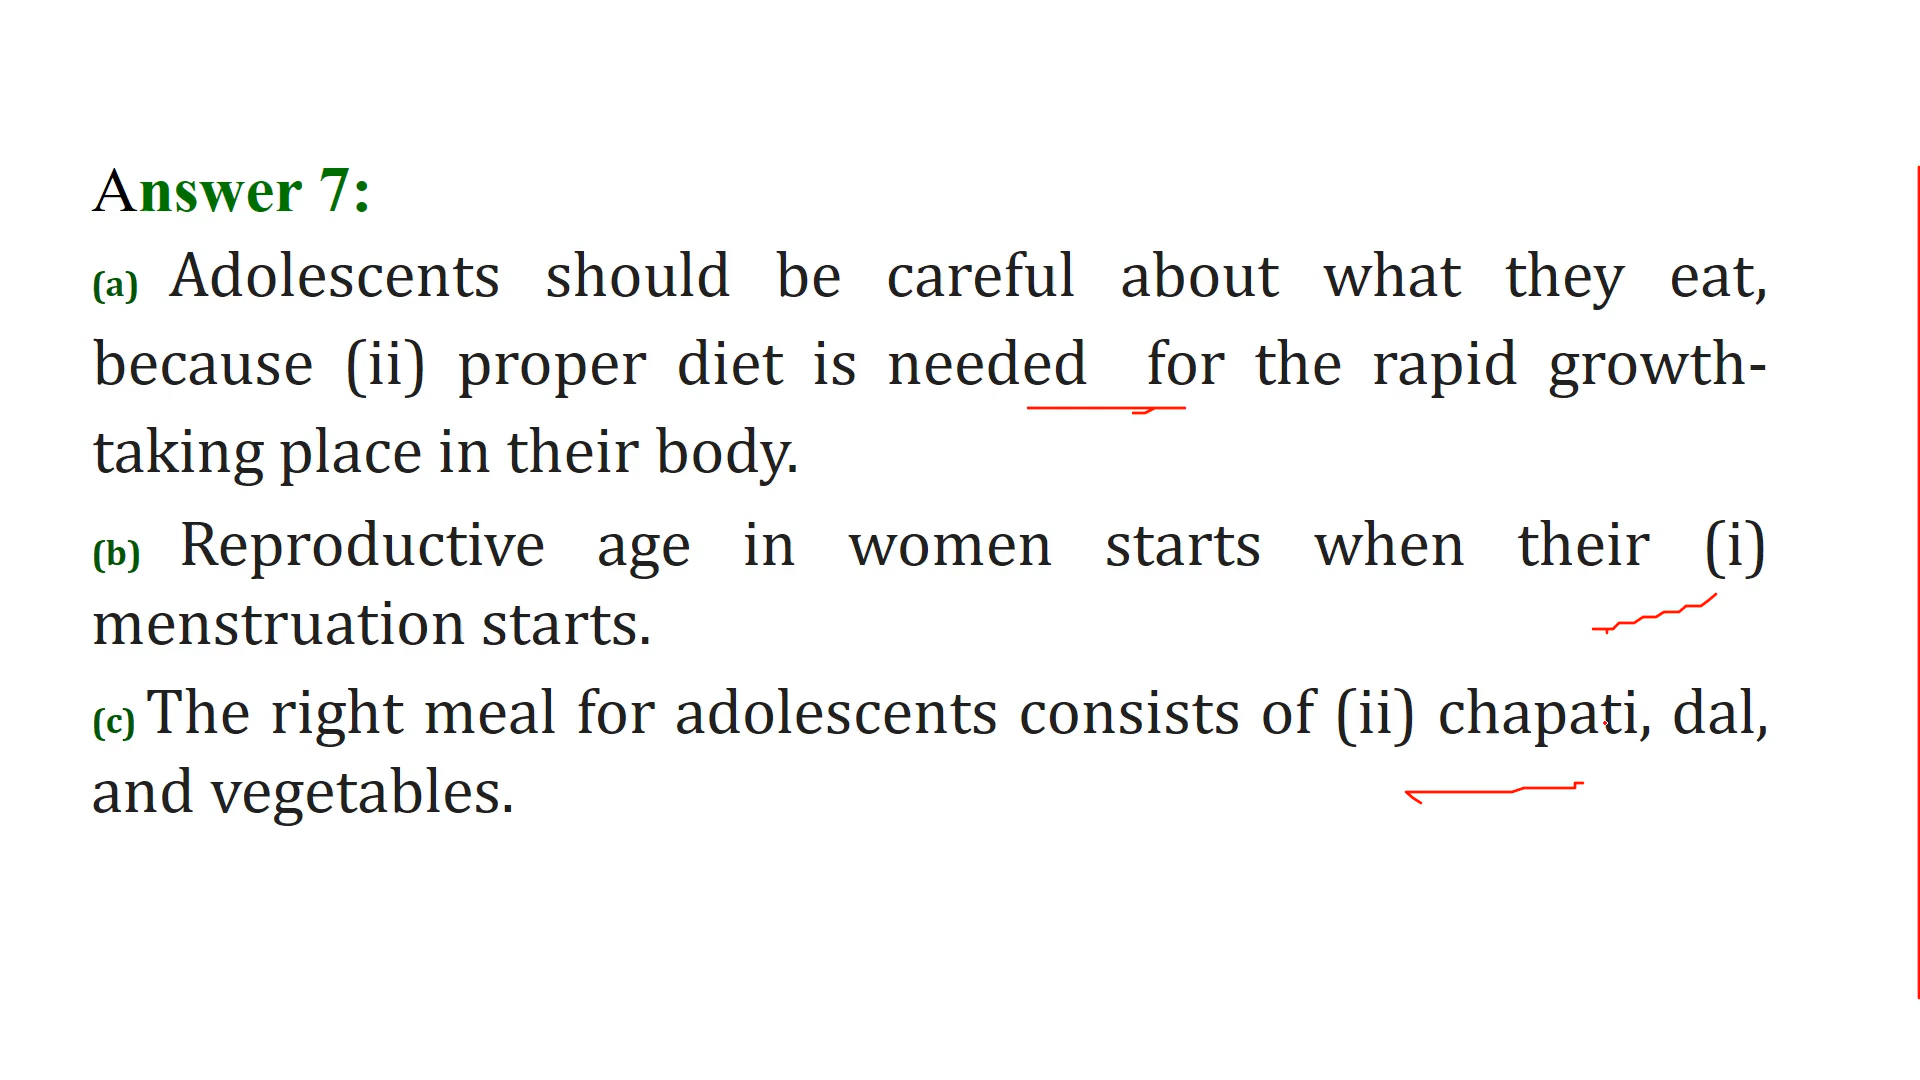 Answer 7:
(a) Adolescents should be careful about what they eat,
because (ii) proper diet is needed for the rapid growth-
taking place in their body.
(b) Reproductive age in women starts when their (i)
menstruation starts.
(c) The right meal for adolescents consists of (ii) chapati, dal,
and vegetables.